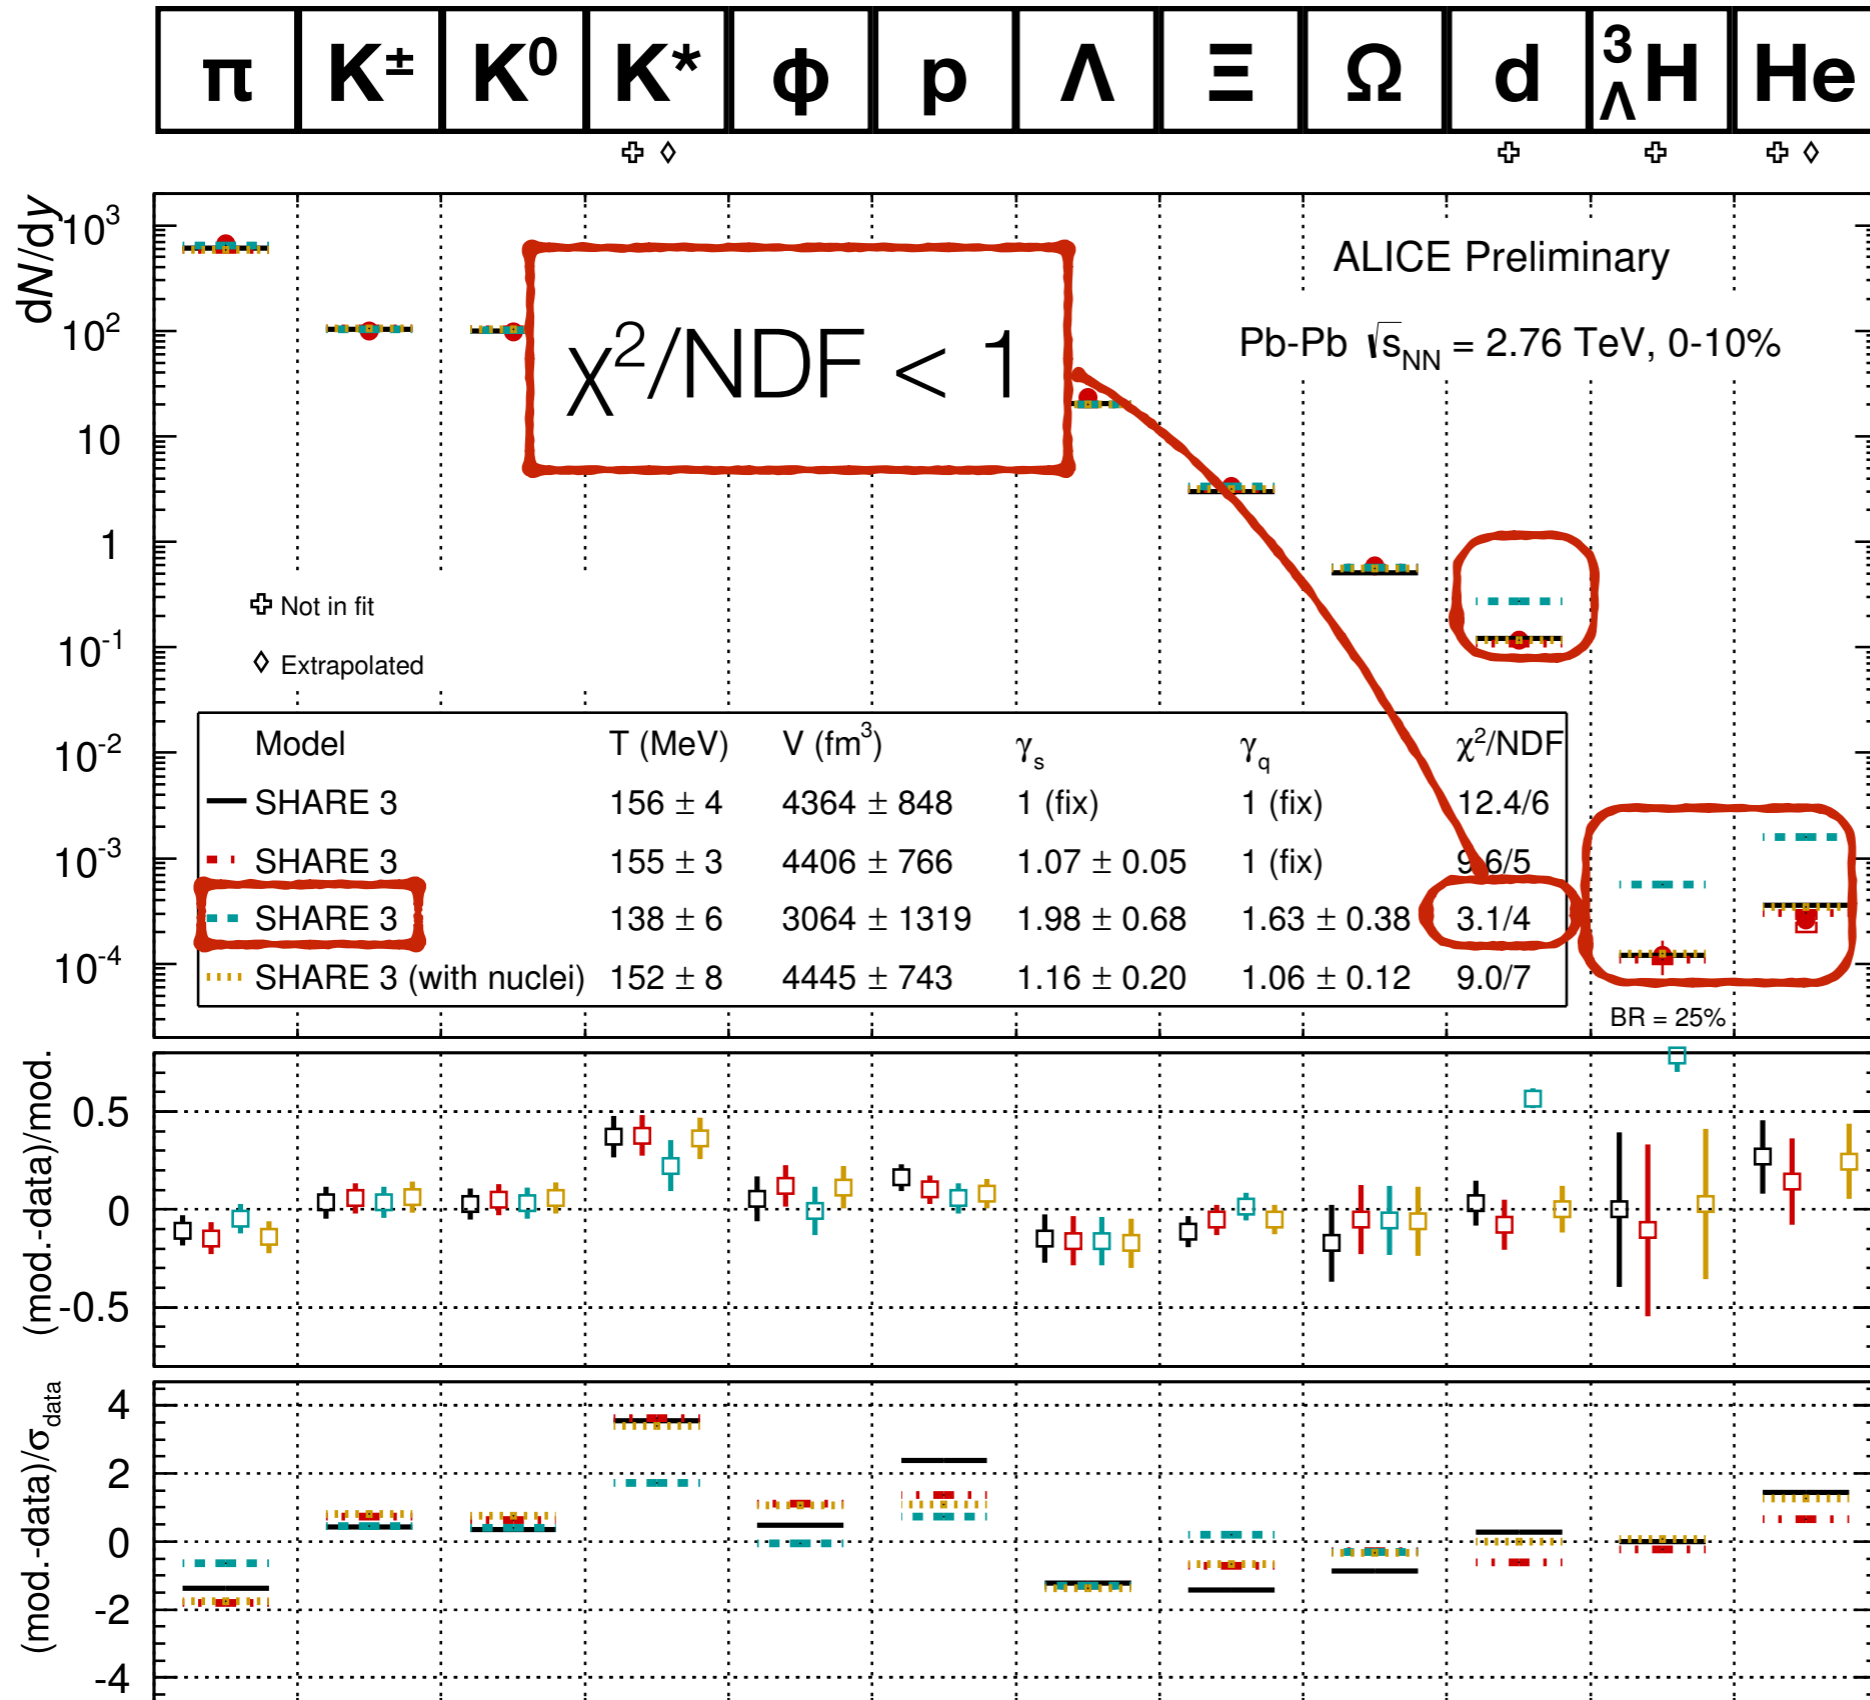 π K± K⁰ K* ϕ p Λ Ξ Ω d ³ΛH He
dN/dy
10³
10²
10
1
10⁻¹
10⁻²
10⁻³
10⁻⁴
χ²/NDF < 1
ALICE Preliminary
Pb-Pb √sNN = 2.76 TeV, 0-10%
Not in fit
Extrapolated
Model T (MeV) V (fm³) γs γq χ²/NDF
SHARE 3 156 ± 4 4364 ± 848 1 (fix) 1 (fix) 12.4/6
SHARE 3 155 ± 3 4406 ± 766 1.07 ± 0.05 1 (fix) 9.6/5
SHARE 3 138 ± 6 3064 ± 1319 1.98 ± 0.68 1.63 ± 0.38 3.1/4
SHARE 3 (with nuclei) 152 ± 8 4445 ± 743 1.16 ± 0.20 1.06 ± 0.12 9.0/7
BR = 25%
(mod.-data)/mod.
0.5
0
-0.5
(mod.-data)/σdata
4
2
0
-2
-4